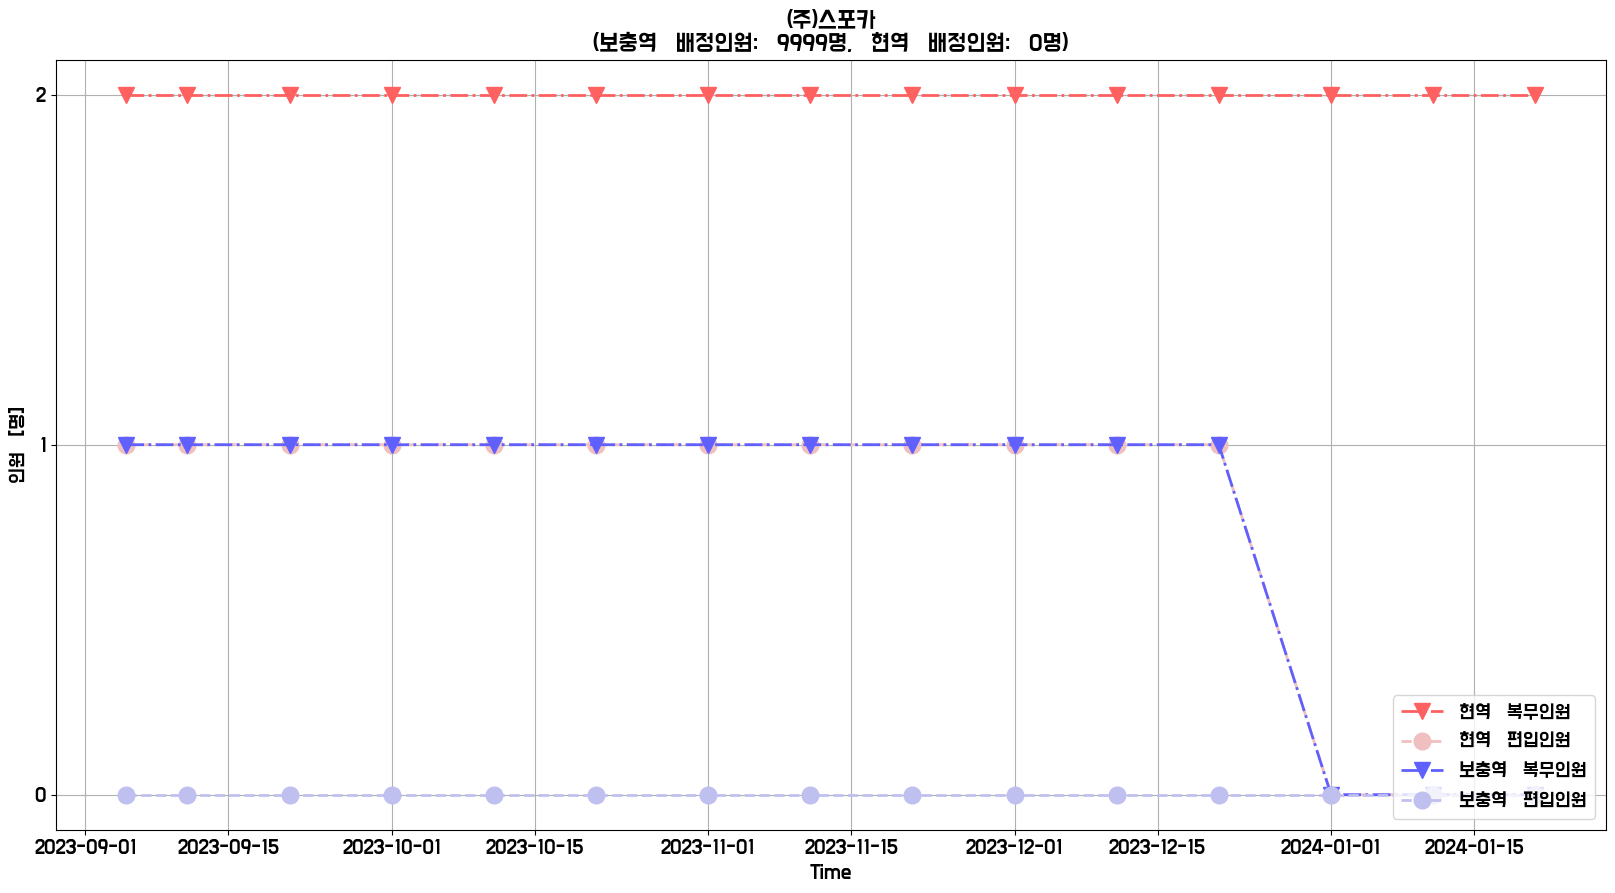 (주)스포카
(보충역 배정인원: 9999명, 현역 배정인원: 0명)
인원 [명]
2
1
0
현역 복무인원
현역 편입인원
보충역 복무인원
보충역 편입인원
2023-09-01 2023-09-15 2023-10-01 2023-10-15 2023-11-01 2023-11-15 2023-12-01 2023-12-15 2024-01-01 2024-01-15
Time